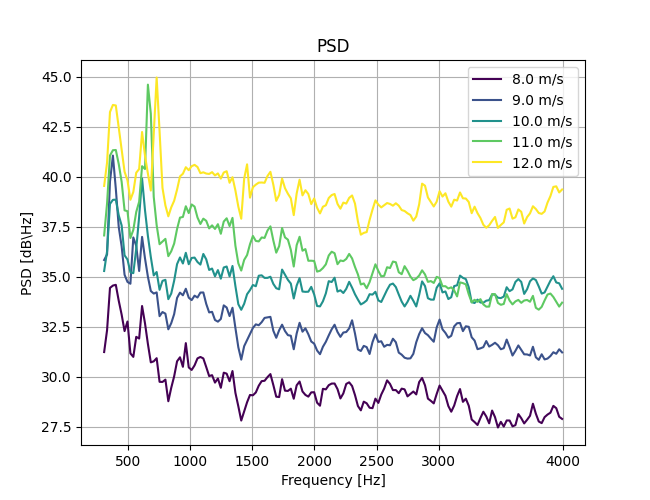 PSD
45.0
42.5
40.0
37.5
35.0
32.5
30.0
27.5
PSD [dB\Hz]
8.0 m/s
9.0 m/s
10.0 m/s
11.0 m/s
12.0 m/s
500 1000 1500 2000 2500 3000 4000
Frequency [Hz]